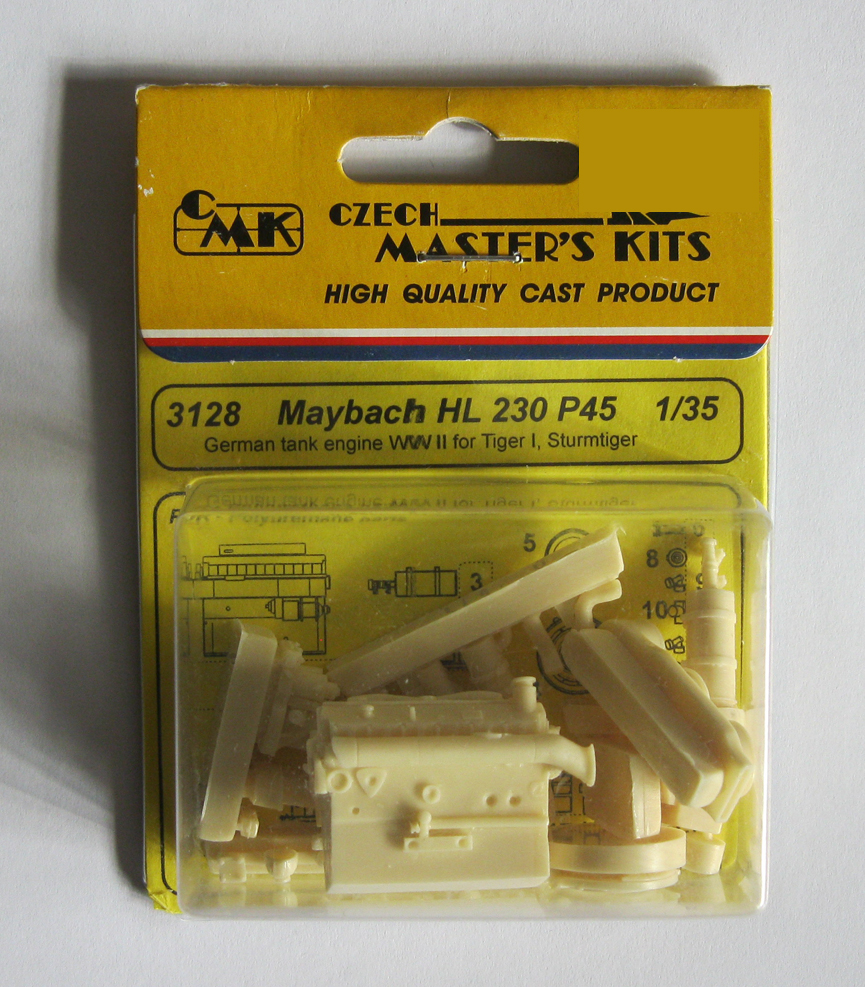 CMK
CZECH
MASTER'S KITS
HIGH QUALITY CAST PRODUCT
3128 Maybach HL 230 P45 1/35
German tank engine WW II for Tiger I, Sturmtiger
5
3
8
10